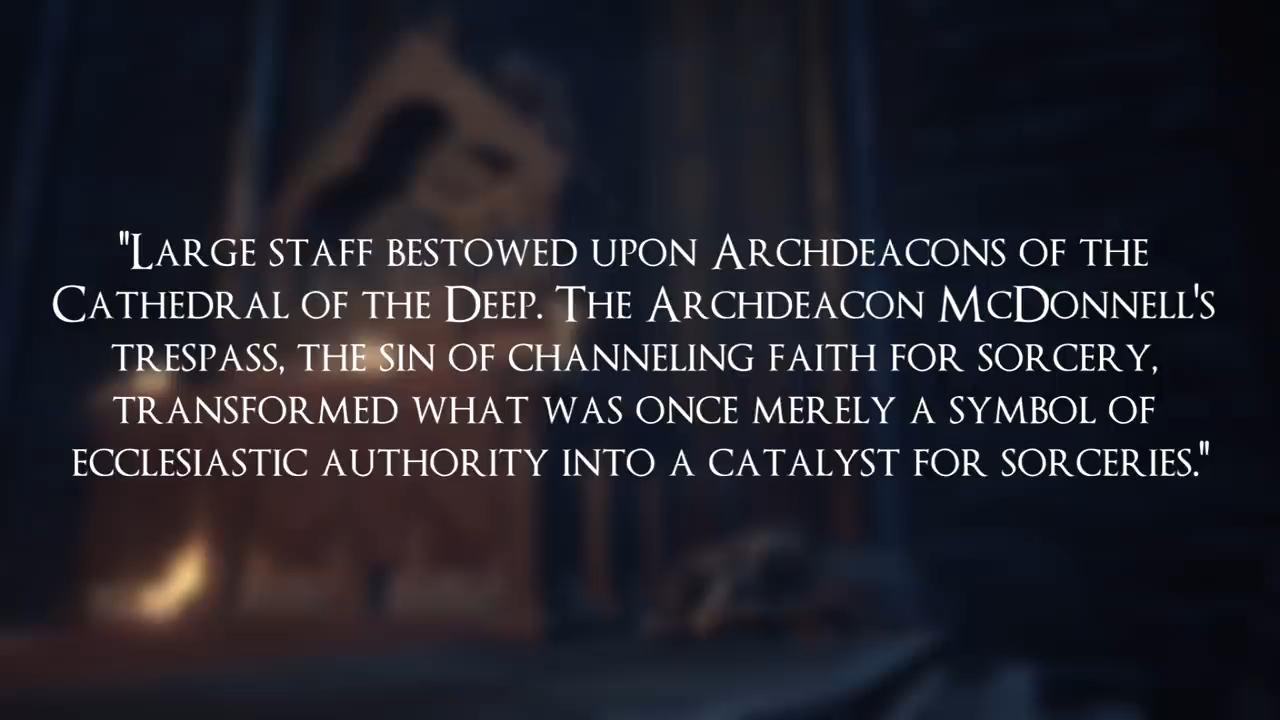 "Large staff bestowed upon Archdeacons of the
Cathedral of the Deep. The Archdeacon McDonnell's
trespass, the sin of channeling faith for sorcery,
transformed what was once merely a symbol of
ecclesiastic authority into a catalyst for sorceries."